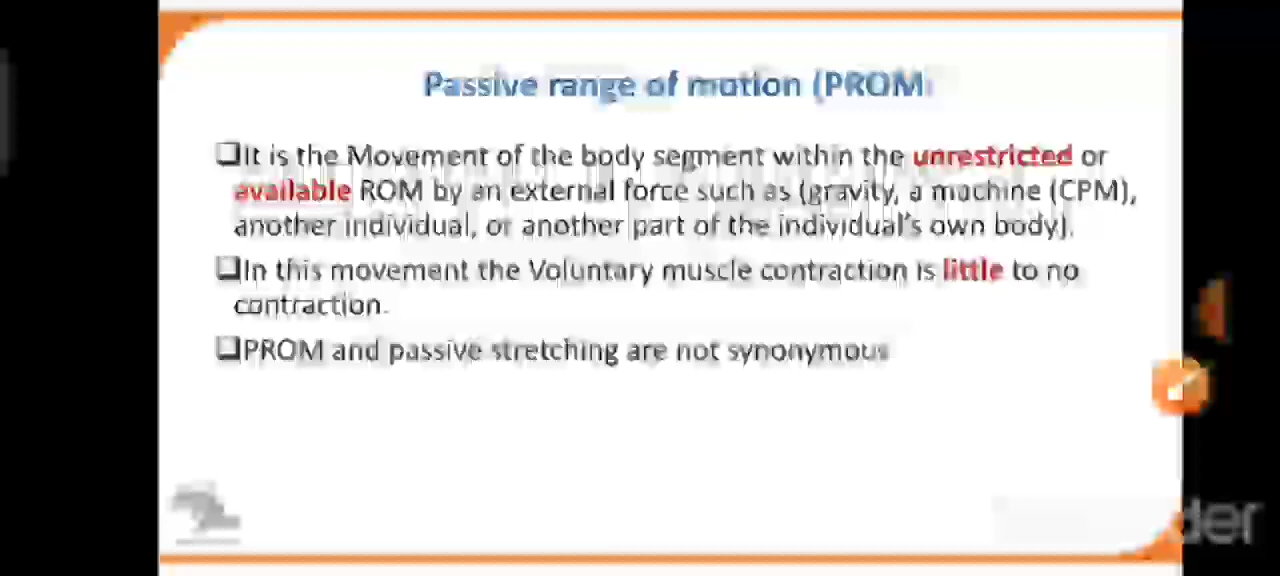 Passive range of motion (PROM)
❑It is the Movement of the body segment within the unrestricted or
available ROM by an external force such as (gravity, a machine (CPM),
another individual, or another part of the individual's own body).
❑In this movement the Voluntary muscle contraction is little to no
contraction.
❑PROM and passive stretching are not synonymous
der